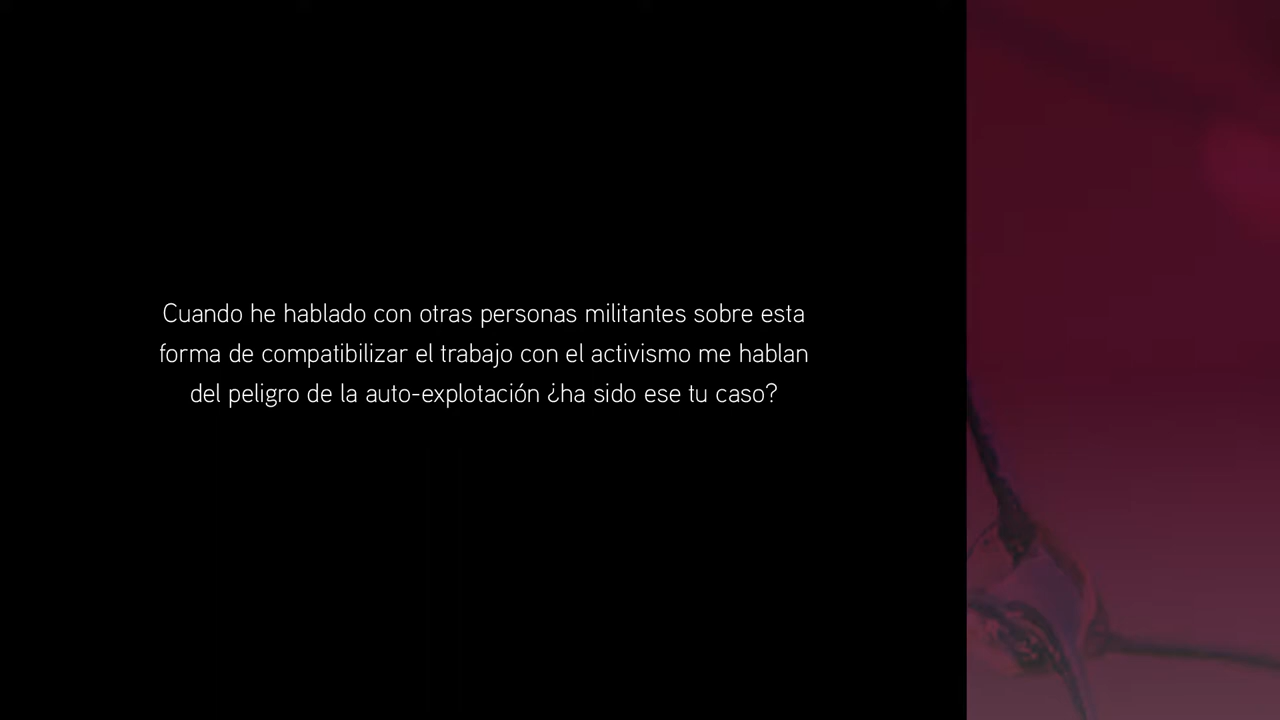 Cuando he hablado con otras personas militantes sobre esta
forma de compatibilizar el trabajo con el activismo me hablan
del peligro de la auto-explotación ¿ha sido ese tu caso?